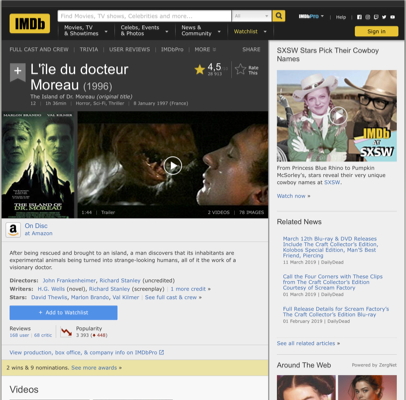 IMDb
Find Movies, TV shows, Celebrities and more...
All
IMDbPro
Help
Movies, TV
& Showtimes
Celebs, Events
& Photos
News &
Community
Watchlist
Sign in
FULL CAST AND CREW | TRIVIA | USER REVIEWS | IMDbPro | MORE
SHARE
L'île du docteur
Moreau (1996)
The Island of Dr. Moreau (original title)
12 | 1h 36min | Horror, Sci-Fi, Thriller | 8 January 1997 (France)
4,5
Rate
This
MARLON BRANDO VAL KILMER
THE ISLAND OF
DR. MOREAU
1:44 | Trailer
2 VIDEOS | 78 IMAGES
On Disc
at Amazon
After being rescued and brought to an island, a man discovers that its inhabitants are
experimental animals being turned into strange-looking humans, all of it the work of a
visionary doctor.
Directors: John Frankenheimer, Richard Stanley (uncredited)
Writers: H.G. Wells (novel), Richard Stanley (screenplay) | 1 more credit »
Stars: David Thewlis, Marlon Brando, Val Kilmer | See full cast & crew »
+ Add to Watchlist
Reviews
168 user | 68 critic
Popularity
3 393 (448)
View production, box office, & company info on IMDbPro
2 wins & 9 nominations. See more awards »
Videos
SXSW Stars Pick Their Cowboy
Names
IMDb
AT
SXSW
From Princess Blue Rhino to Pumpkin
McSorley's, stars reveal their very
unique cowboy names at SXSW.
Watch now »
Related News
March 12th Blu-ray & DVD Releases
Include The Craft Collector's Edition,
Kolobos Special Edition, Man'S Best
Friend, Piercing
11 March 2019 | DailyDead
Call the Four Corners with These Clips
from The Craft Collector's Edition
Courtesy of Scream Factory
04 March 2019 | DailyDead
Full Release Details for Scream Factory's
The Craft Collector's Edition Blu-ray
01 February 2019 | DailyDead
See all related articles »
Around The Web
Powered by ZergNet